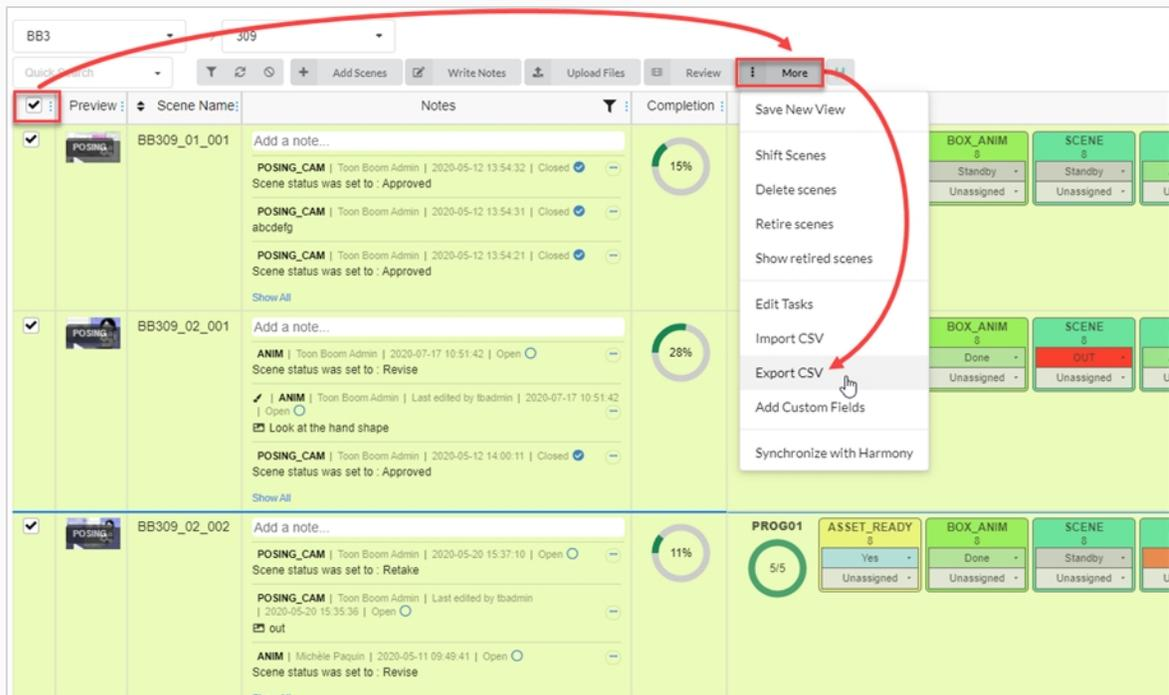 BB3
309
Quick Search
Add Scenes
Write Notes
Upload Files
Review
More
Preview
Scene Name
Notes
Completion
Save New View
Shift Scenes
Delete scenes
Retire scenes
Show retired scenes
Edit Tasks
Import CSV
Export CSV
Add Custom Fields
Synchronize with Harmony
POSING
BB309_01_001
Add a note...
POSING_CAM | Toon Boom Admin | 2020-05-12 13:54:32 | Closed
Scene status was set to : Approved
POSING_CAM | Toon Boom Admin | 2020-05-12 13:54:31 | Closed
abcdefg
POSING_CAM | Toon Boom Admin | 2020-05-12 13:54:21 | Closed
Scene status was set to : Approved
Show All
15%
BOX_ANIM
8
Standby
Unassigned
SCENE
8
Standby
Unassigned
U
POSING
BB309_02_001
Add a note...
ANIM | Toon Boom Admin | 2020-07-17 10:51:42 | Open
Scene status was set to : Revise
| ANIM | Toon Boom Admin | Last edited by tbadmin | 2020-07-17 10:51:42
| Open
Look at the hand shape
POSING_CAM | Toon Boom Admin | 2020-05-12 14:00:11 | Closed
Scene status was set to : Approved
Show All
28%
BOX_ANIM
8
Done
Unassigned
SCENE
8
OUT
Unassigned
U
POSING
BB309_02_002
Add a note...
POSING_CAM | Toon Boom Admin | 2020-05-20 15:37:10 | Open
Scene status was set to : Retake
POSING_CAM | Toon Boom Admin | Last edited by tbadmin
| 2020-05-20 15:35:36 | Open
out
ANIM | Michèle Paquin | 2020-05-11 09:49:41 | Open
Scene status was set to : Revise
11%
PROG01
5/5
ASSET_READY
8
Yes
Unassigned
BOX_ANIM
8
Done
Unassigned
SCENE
8
Standby
Unassigned
U